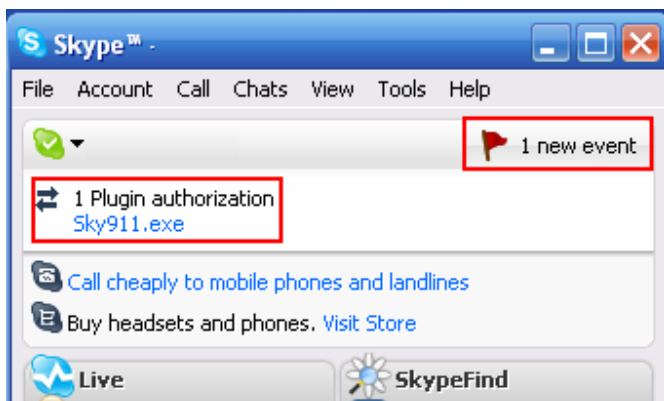 Skype™ -
File Account Call Chats View Tools Help
1 new event
1 Plugin authorization
Sky911.exe
Call cheaply to mobile phones and landlines
Buy headsets and phones. Visit Store
Live SkypeFind